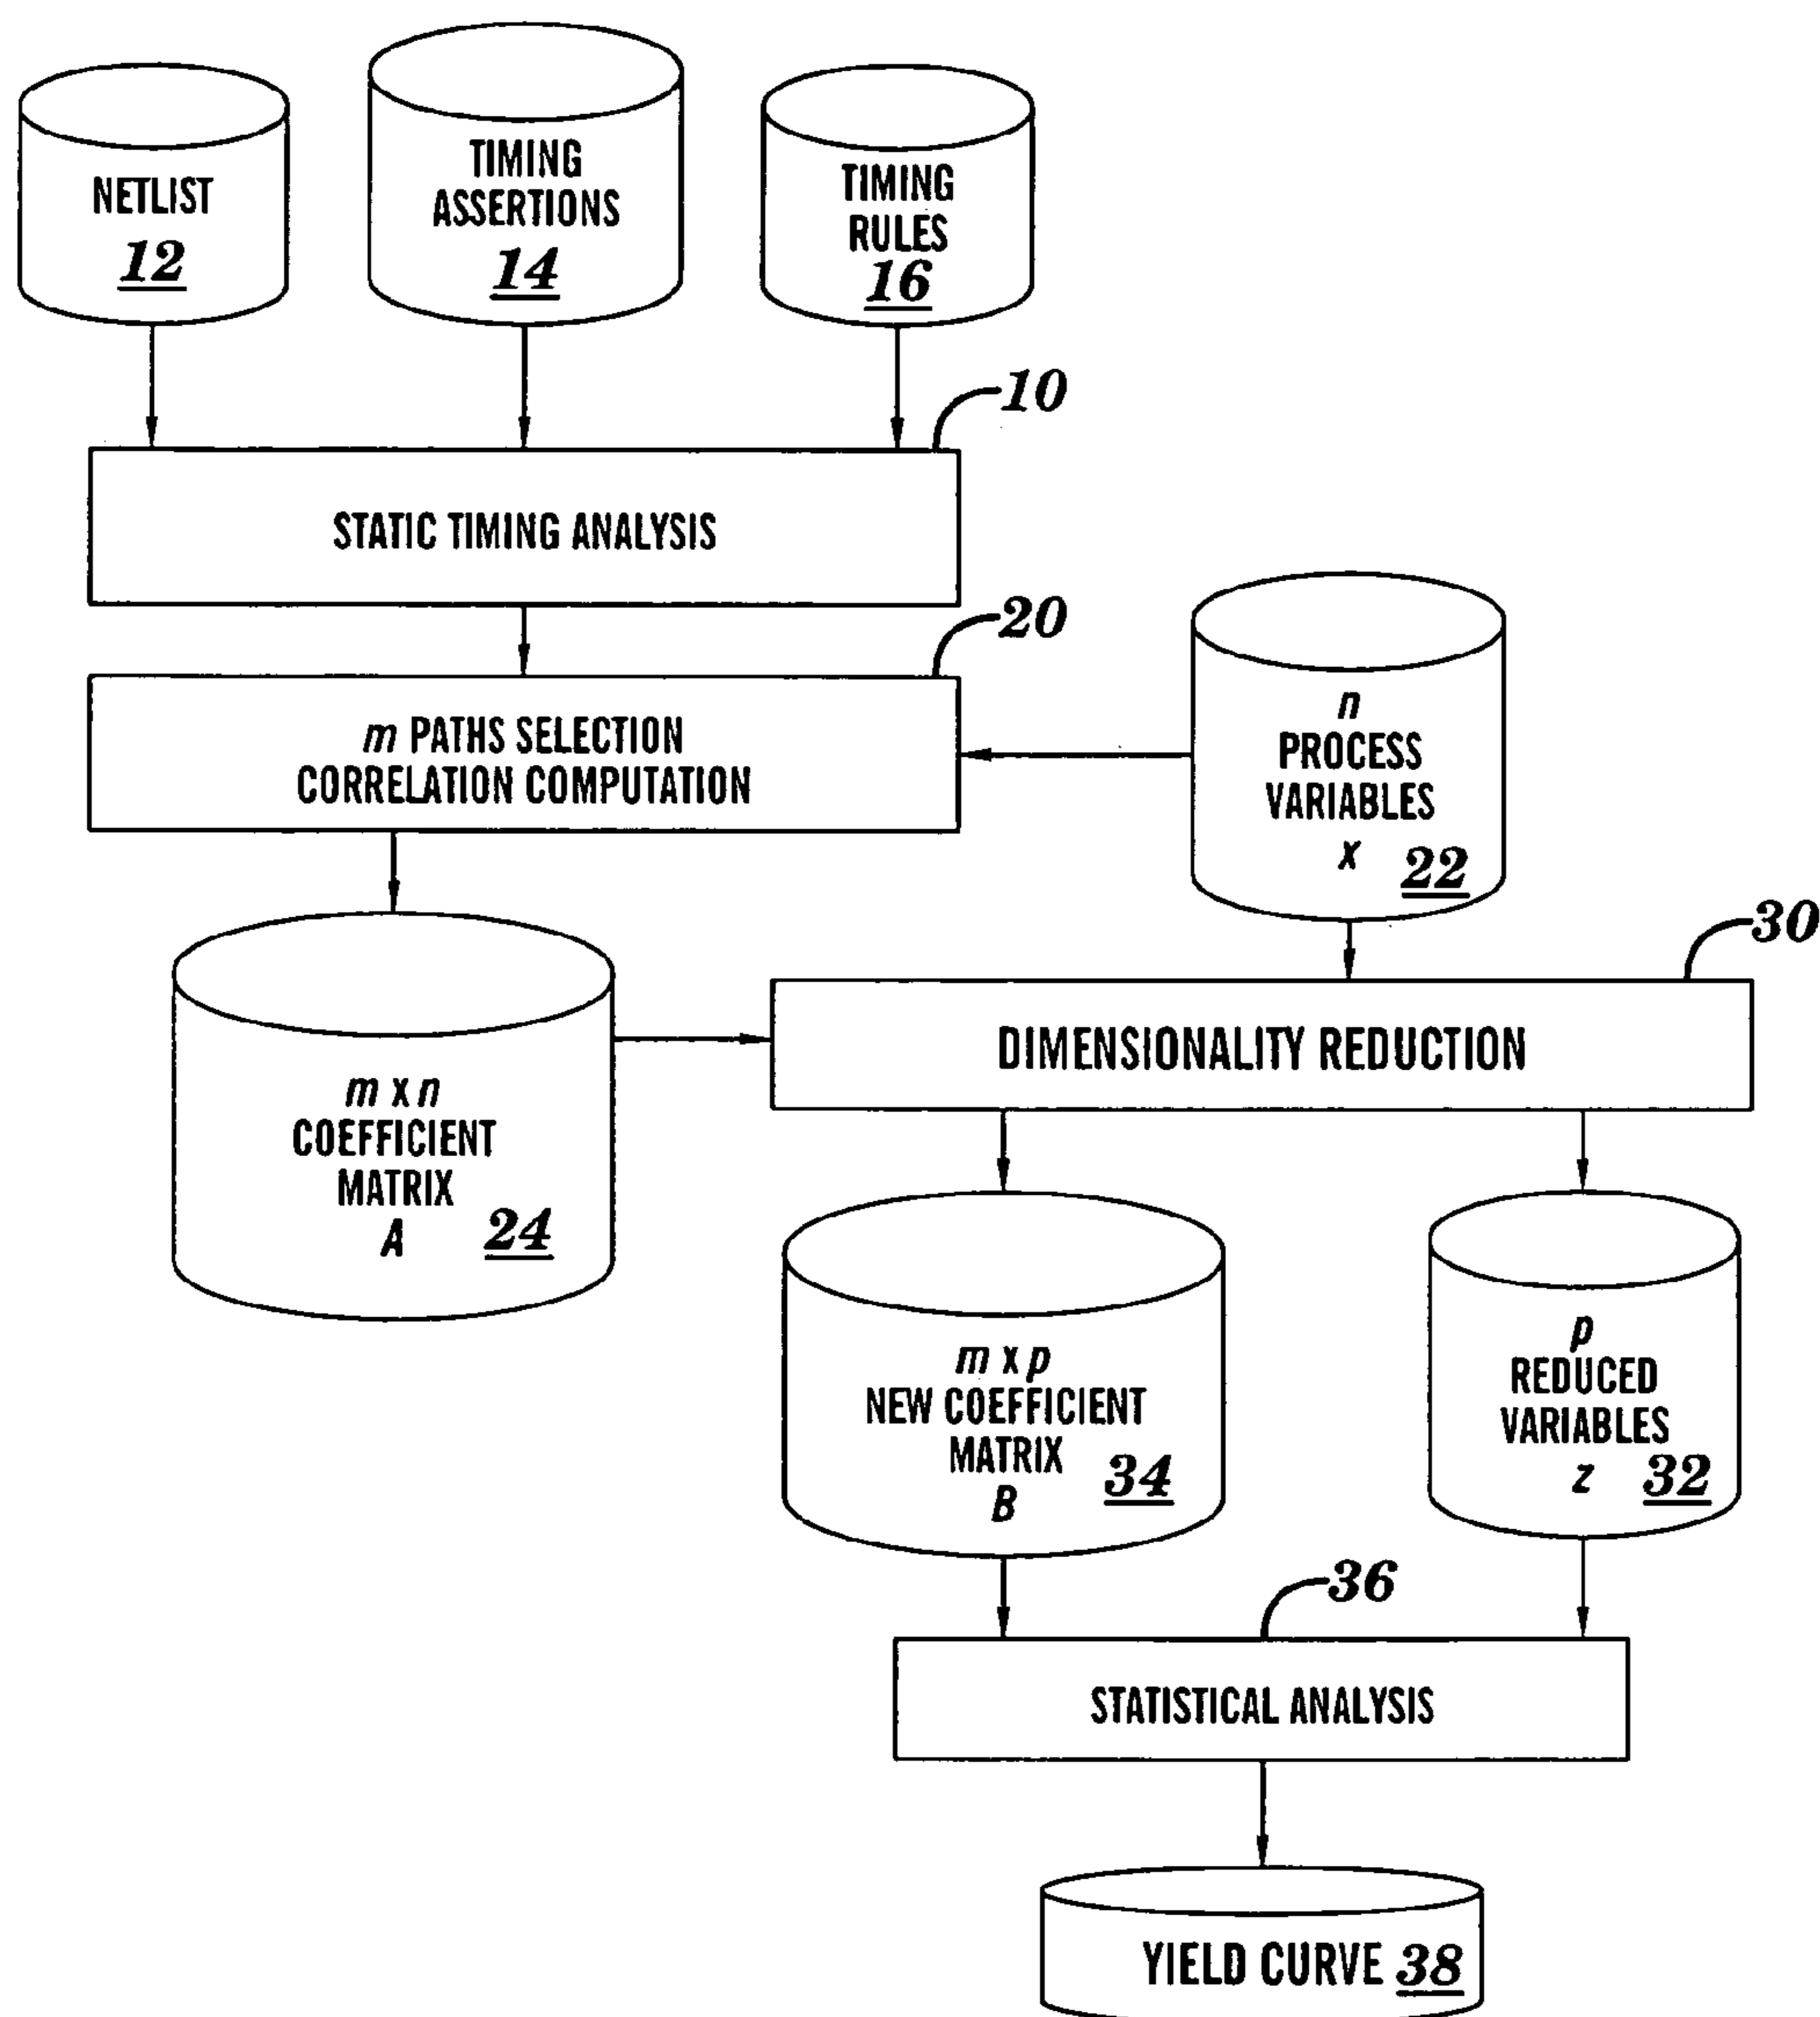 NETLIST
12
TIMING
ASSERTIONS
14
TIMING
RULES
16
10
STATIC TIMING ANALYSIS
20
m PATHS SELECTION
CORRELATION COMPUTATION
n
PROCESS
VARIABLES
x 22
30
m x n
COEFFICIENT
MATRIX
A 24
DIMENSIONALITY REDUCTION
m x p
NEW COEFFICIENT
MATRIX 34
B
p
REDUCED
VARIABLES
z 32
36
STATISTICAL ANALYSIS
YIELD CURVE 38